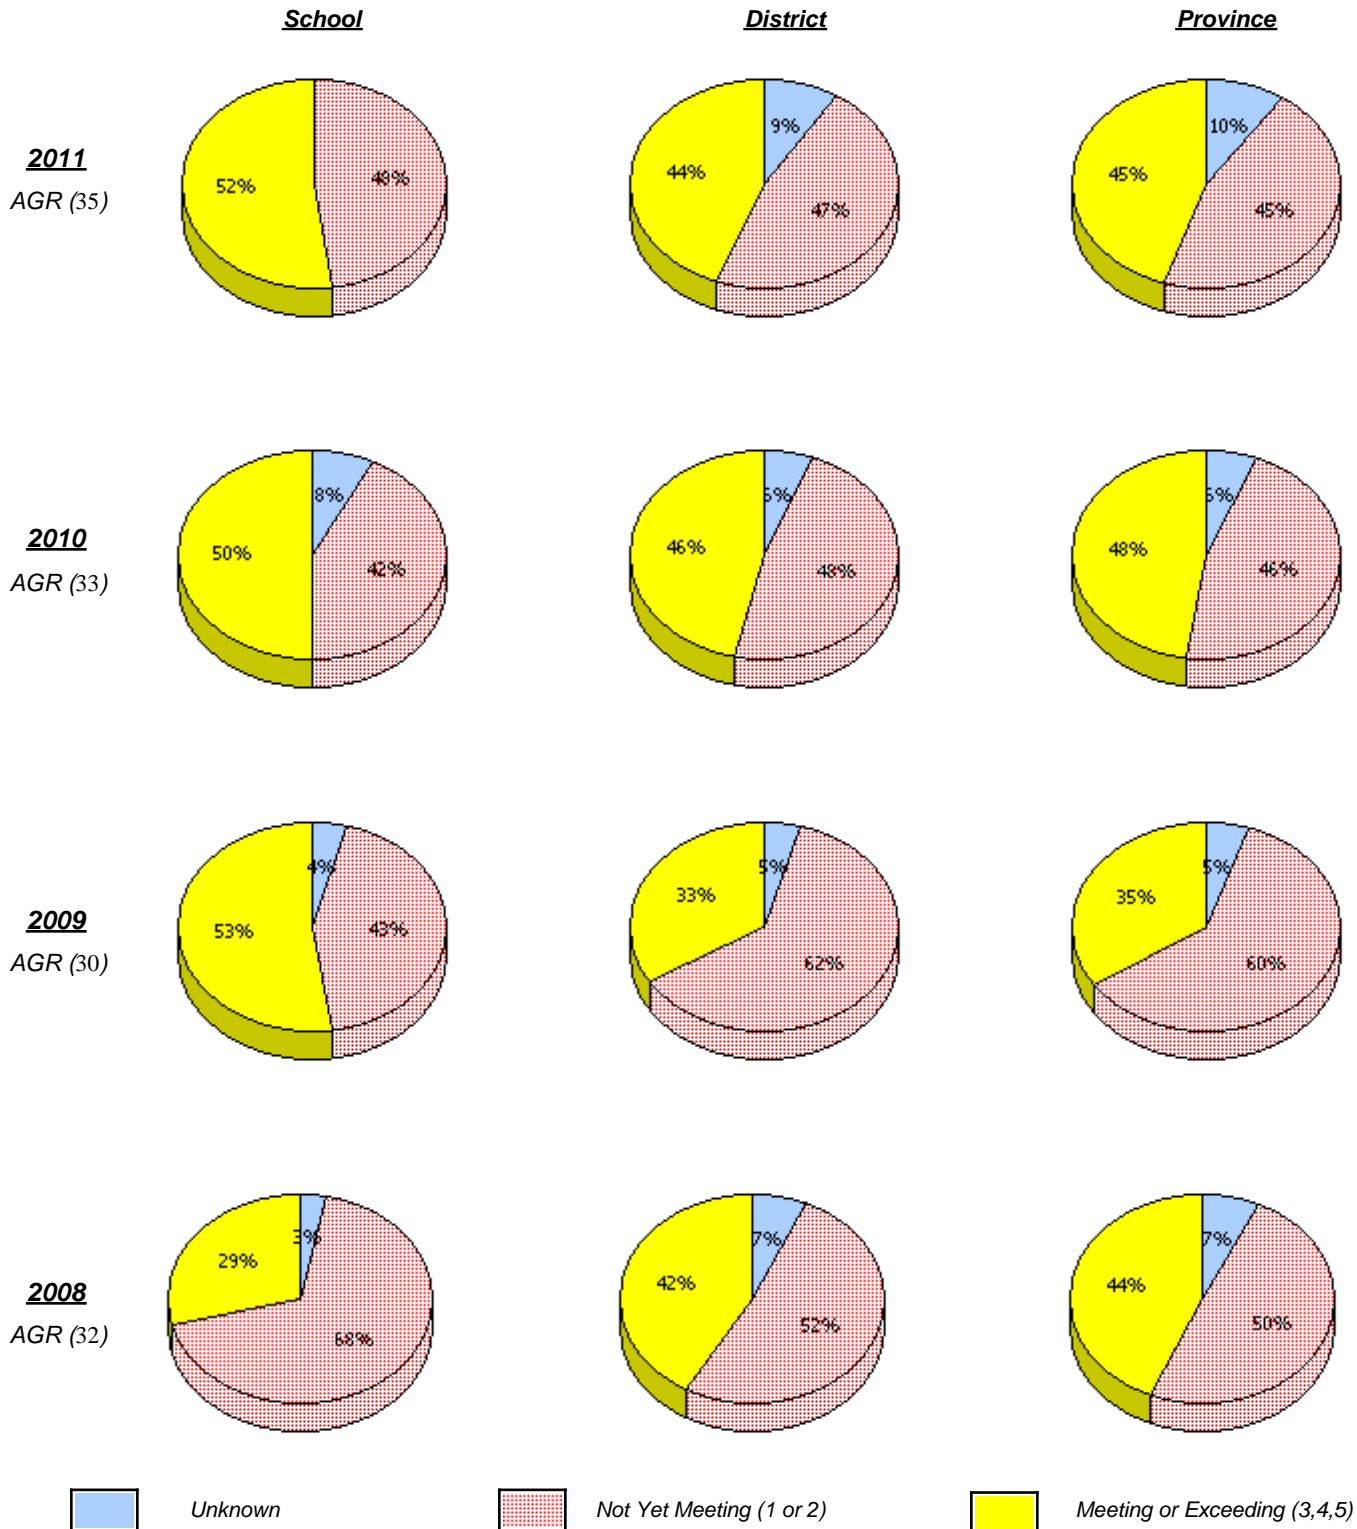 School District Province
9% 10%
2011
44% 45%
52% 48%
AGR (35)
47% 45%
8%
2010
50% 42%
46% 48%
48% 46%
AGR (33)
4% 5% 5%
33% 35%
2009
53% 43%
62% 60%
AGR (30)
3% 7% 7%
29% 42% 44%
2008
68% 52% 50%
AGR (32)
Unknown Not Yet Meeting (1 or 2) Meeting or Exceeding (3,4,5)